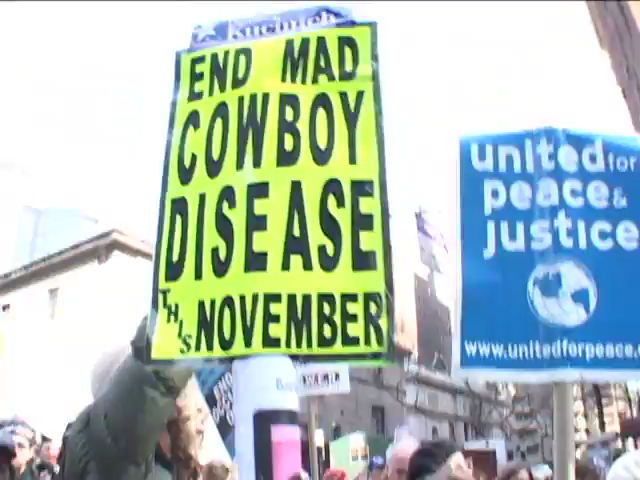 Kucinich
END MAD
COWBOY
DISEASE
THIS NOVEMBER
united for
peace &
justice
www.unitedforpeace.